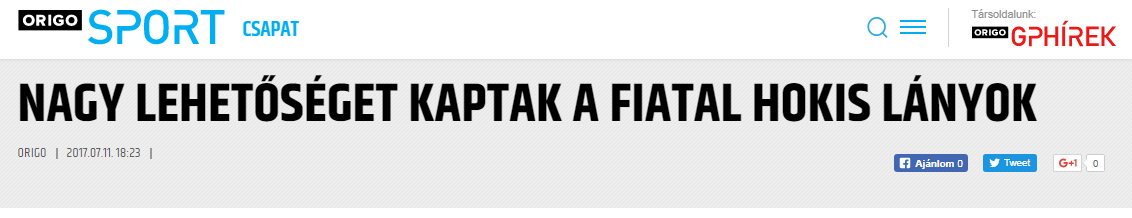 ORIGO SPORT CSAPAT
Társoldalunk:
ORIGO GPHÍREK
NAGY LEHETŐSÉGET KAPTAK A FIATAL HOKIS LÁNYOK
ORIGO | 2017.07.11. 18:23 |
Ajánlom 0 Tweet G+1 0